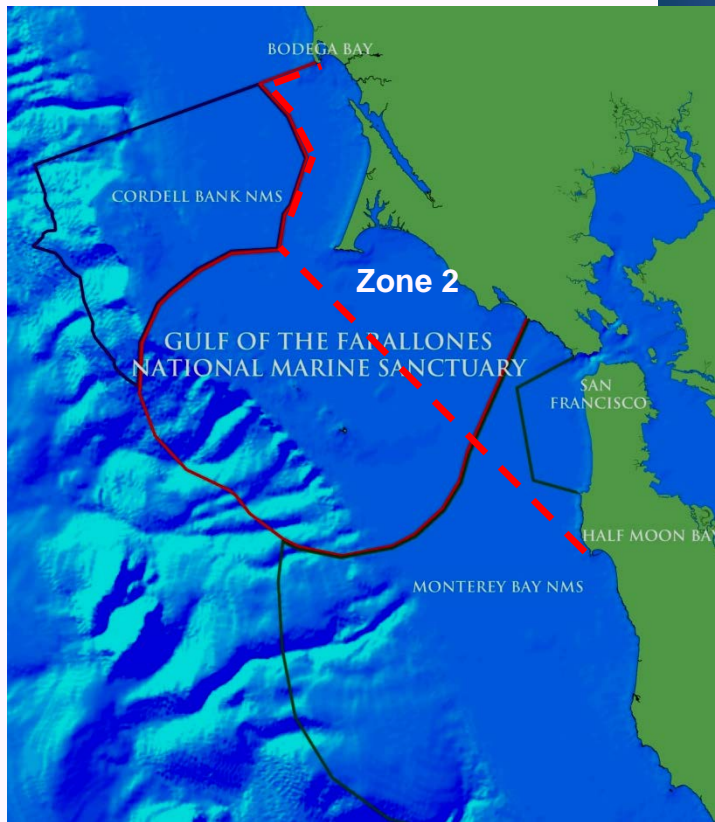 BODEGA BAY
CORDELL BANK NMS
Zone 2
GULF OF THE FARALLONES
NATIONAL MARINE SANCTUARY
SAN
FRANCISCO
HALF MOON BAY
MONTEREY BAY NMS